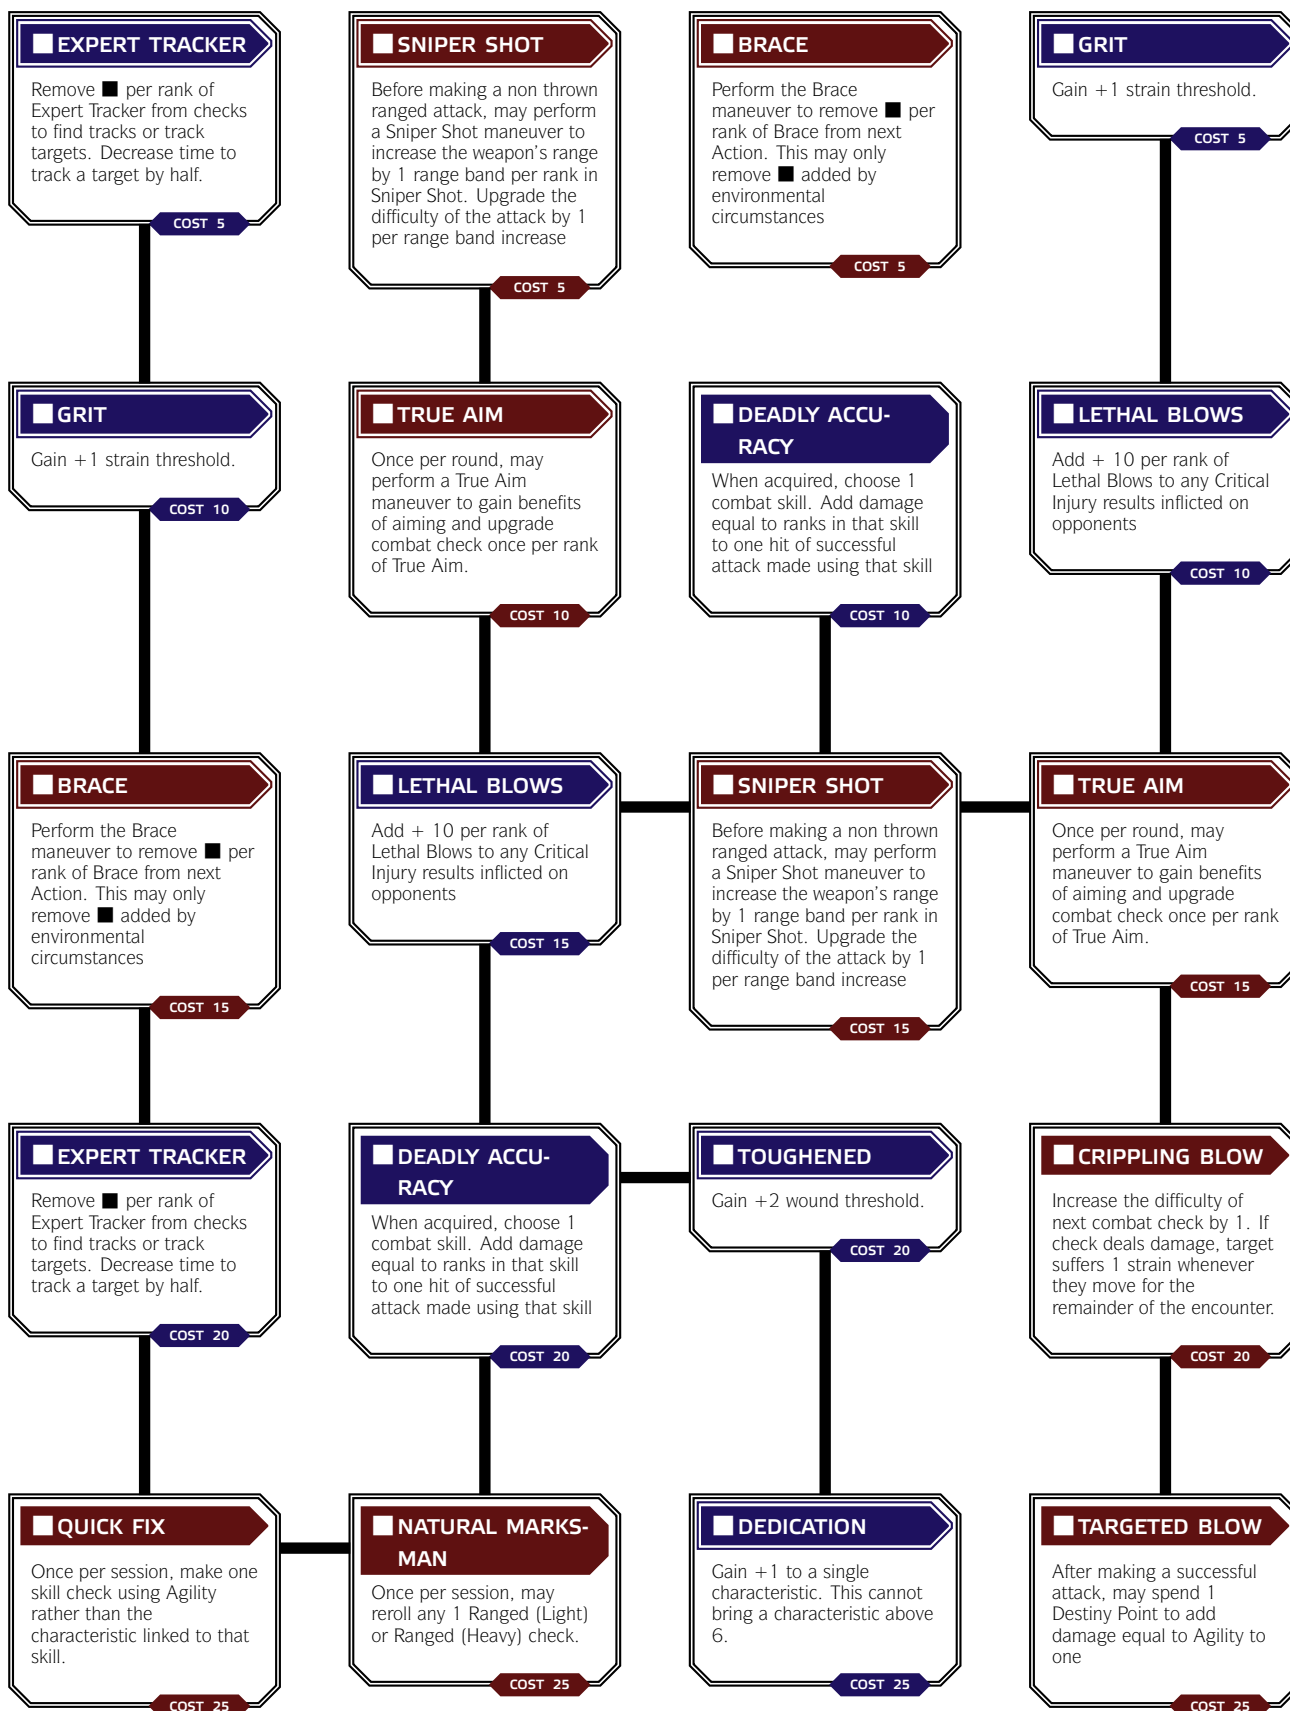 EXPERT TRACKER
Remove ■ per rank of
Expert Tracker from checks
to find tracks or track
targets. Decrease time to
track a target by half.
COST 5
SNIPER SHOT
Before making a non thrown
ranged attack, may perform
a Sniper Shot maneuver to
increase the weapon's range
by 1 range band per rank in
Sniper Shot. Upgrade the
difficulty of the attack by 1
per range band increase
COST 5
BRACE
Perform the Brace
maneuver to remove ■ per
rank of Brace from next
Action. This may only
remove ■ added by
environmental
circumstances
COST 5
GRIT
Gain +1 strain threshold.
COST 5
GRIT
Gain +1 strain threshold.
COST 10
TRUE AIM
Once per round, may
perform a True Aim
maneuver to gain benefits
of aiming and upgrade
combat check once per rank
of True Aim.
COST 10
DEADLY ACCU-
RACY
When acquired, choose 1
combat skill. Add damage
equal to ranks in that skill
to one hit of successful
attack made using that skill
COST 10
LETHAL BLOWS
Add + 10 per rank of
Lethal Blows to any Critical
Injury results inflicted on
opponents
COST 10
BRACE
Perform the Brace
maneuver to remove ■ per
rank of Brace from next
Action. This may only
remove ■ added by
environmental
circumstances
COST 15
LETHAL BLOWS
Add + 10 per rank of
Lethal Blows to any Critical
Injury results inflicted on
opponents
COST 15
SNIPER SHOT
Before making a non thrown
ranged attack, may perform
a Sniper Shot maneuver to
increase the weapon's range
by 1 range band per rank in
Sniper Shot. Upgrade the
difficulty of the attack by 1
per range band increase
COST 15
TRUE AIM
Once per round, may
perform a True Aim
maneuver to gain benefits
of aiming and upgrade
combat check once per rank
of True Aim.
COST 15
EXPERT TRACKER
Remove ■ per rank of
Expert Tracker from checks
to find tracks or track
targets. Decrease time to
track a target by half.
COST 20
DEADLY ACCU-
RACY
When acquired, choose 1
combat skill. Add damage
equal to ranks in that skill
to one hit of successful
attack made using that skill
COST 20
TOUGHENED
Gain +2 wound threshold.
COST 20
CRIPPLING BLOW
Increase the difficulty of
next combat check by 1. If
check deals damage, target
suffers 1 strain whenever
they move for the
remainder of the encounter.
COST 20
QUICK FIX
Once per session, make one
skill check using Agility
rather than the
characteristic linked to that
skill.
COST 25
NATURAL MARKS-
MAN
Once per session, may
reroll any 1 Ranged (Light)
or Ranged (Heavy) check.
COST 25
DEDICATION
Gain +1 to a single
characteristic. This cannot
bring a characteristic above
6.
COST 25
TARGETED BLOW
After making a successful
attack, may spend 1
Destiny Point to add
damage equal to Agility to
one
COST 25